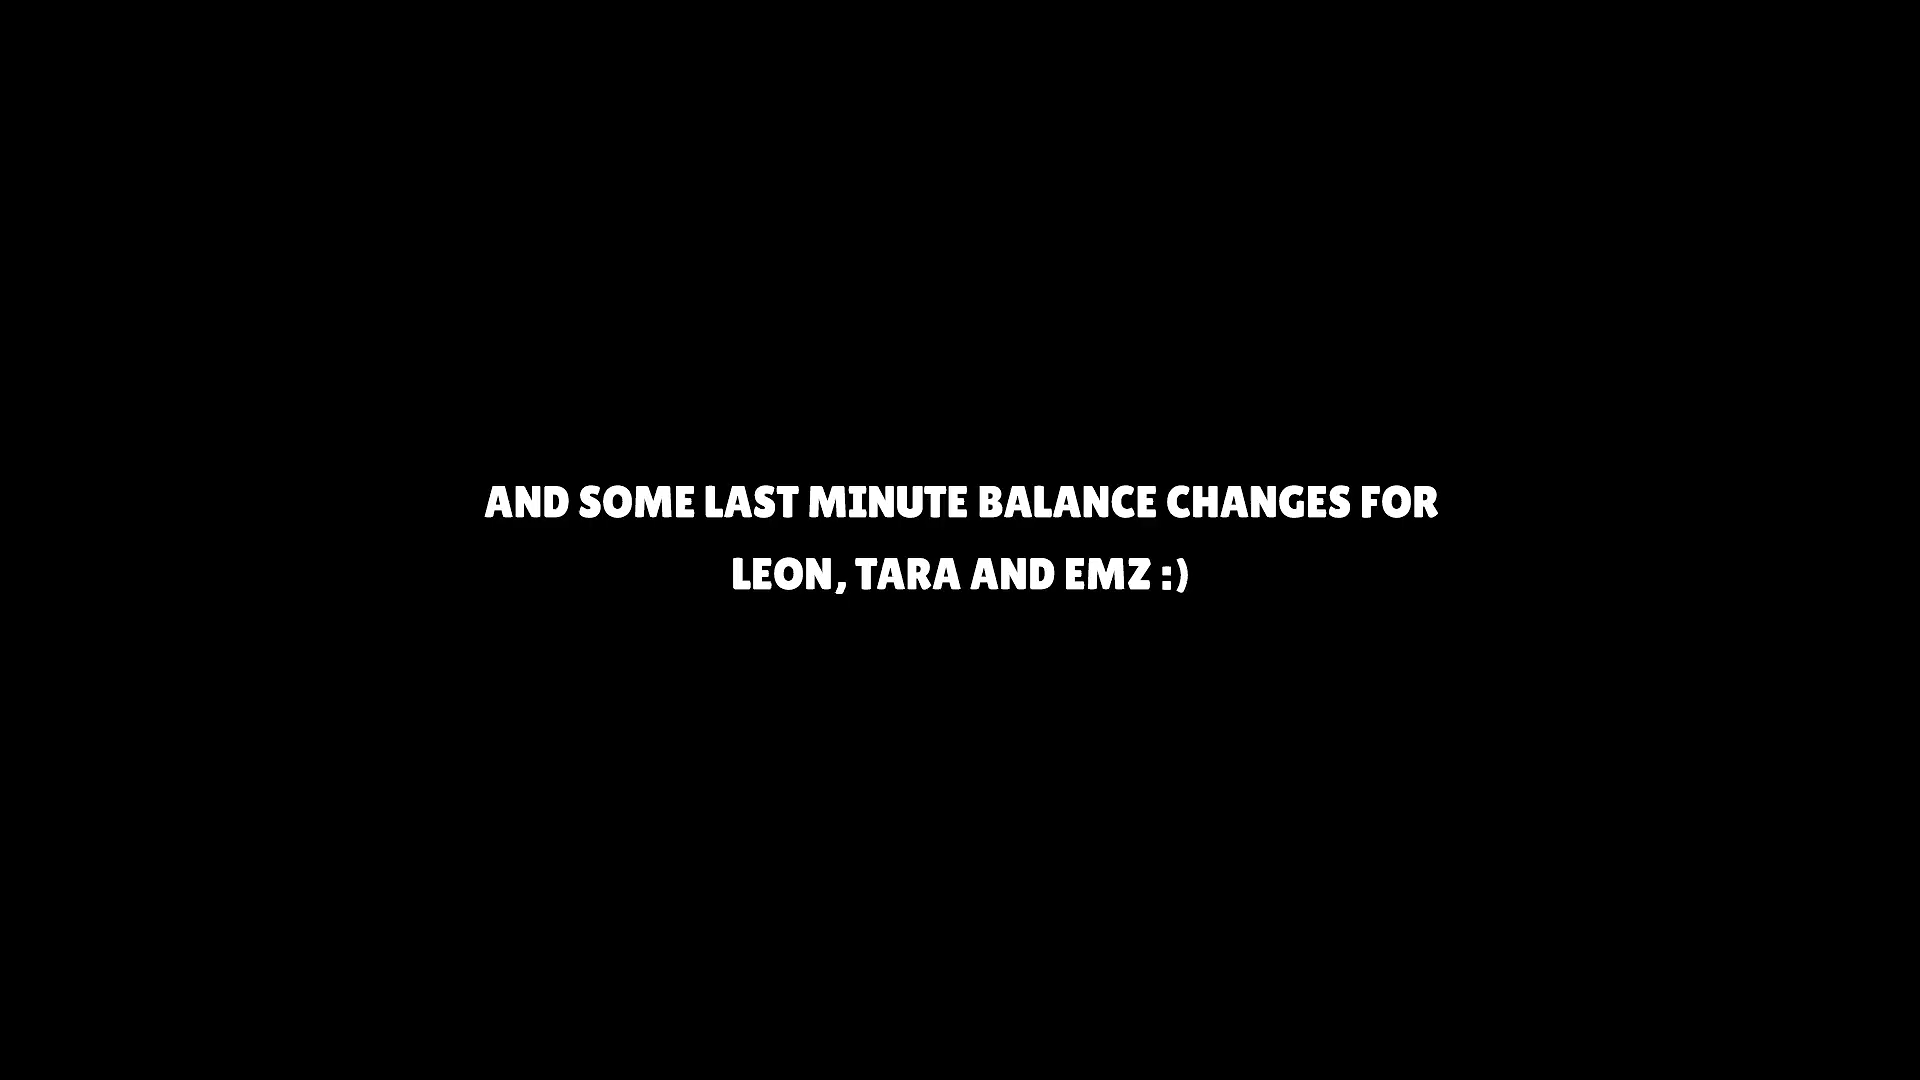 AND SOME LAST MINUTE BALANCE CHANGES FOR
LEON, TARA AND EMZ :)